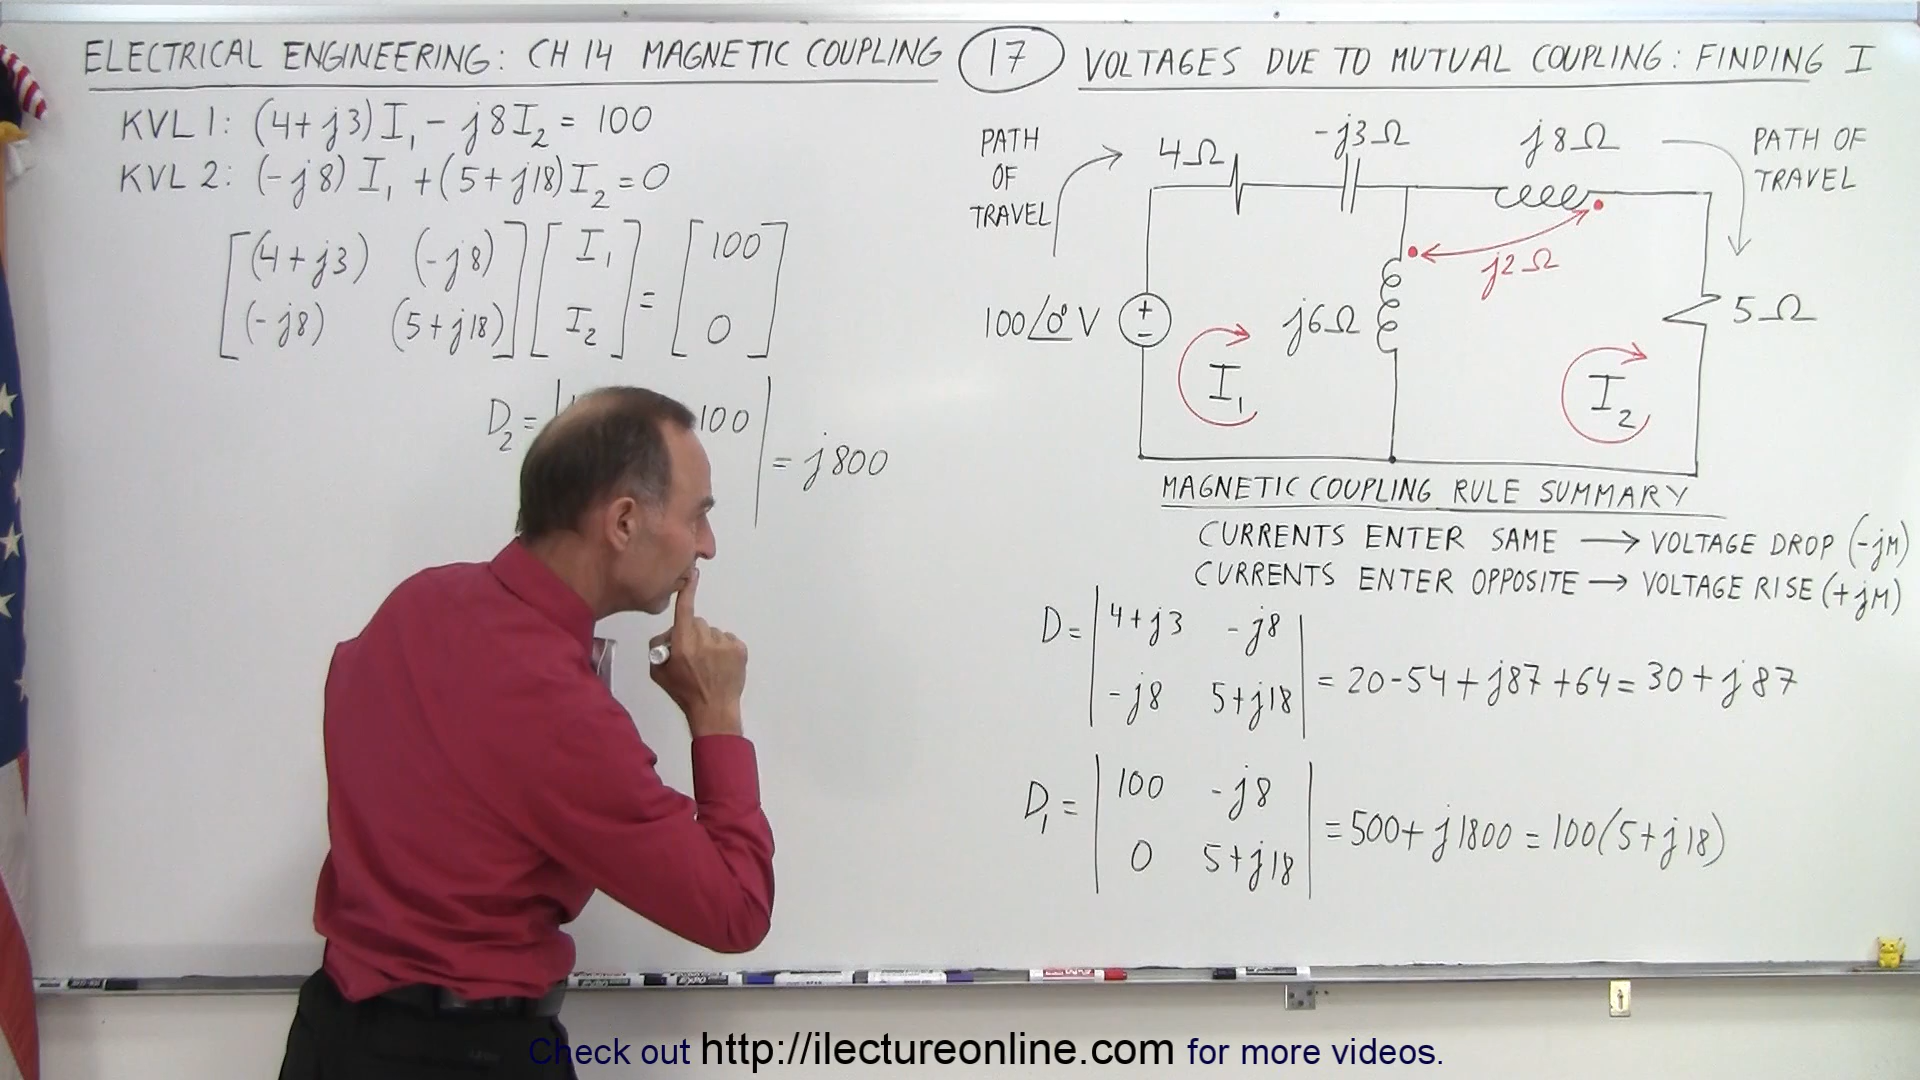 ELECTRICAL ENGINEERING: CH 14 MAGNETIC COUPLING 17 VOLTAGES DUE TO MUTUAL COUPLING: FINDING I
KVL 1: (4+j3)I₁ - j8I₂ = 100
KVL 2: (-j8)I₁ + (5+j18)I₂ = 0
[(4+j3) (-j8)] [I₁] = [100]
[(-j8) (5+j18)] [I₂] [0]
D₂ = | 100 | = j800
PATH OF TRAVEL
4Ω
-j3Ω
j8Ω
PATH OF TRAVEL
j2Ω
100∠0° V
+
-
j6Ω
5Ω
I₁
I₂
MAGNETIC COUPLING RULE SUMMARY
CURRENTS ENTER SAME → VOLTAGE DROP (-jM)
CURRENTS ENTER OPPOSITE → VOLTAGE RISE (+jM)
D = | 4+j3 -j8 |
| -j8 5+j18 | = 20-54+j87+64 = 30+j87
D₁ = | 100 -j8 |
| 0 5+j18 | = 500+j1800 = 100(5+j18)
Check out http://ilectureonline.com for more videos.